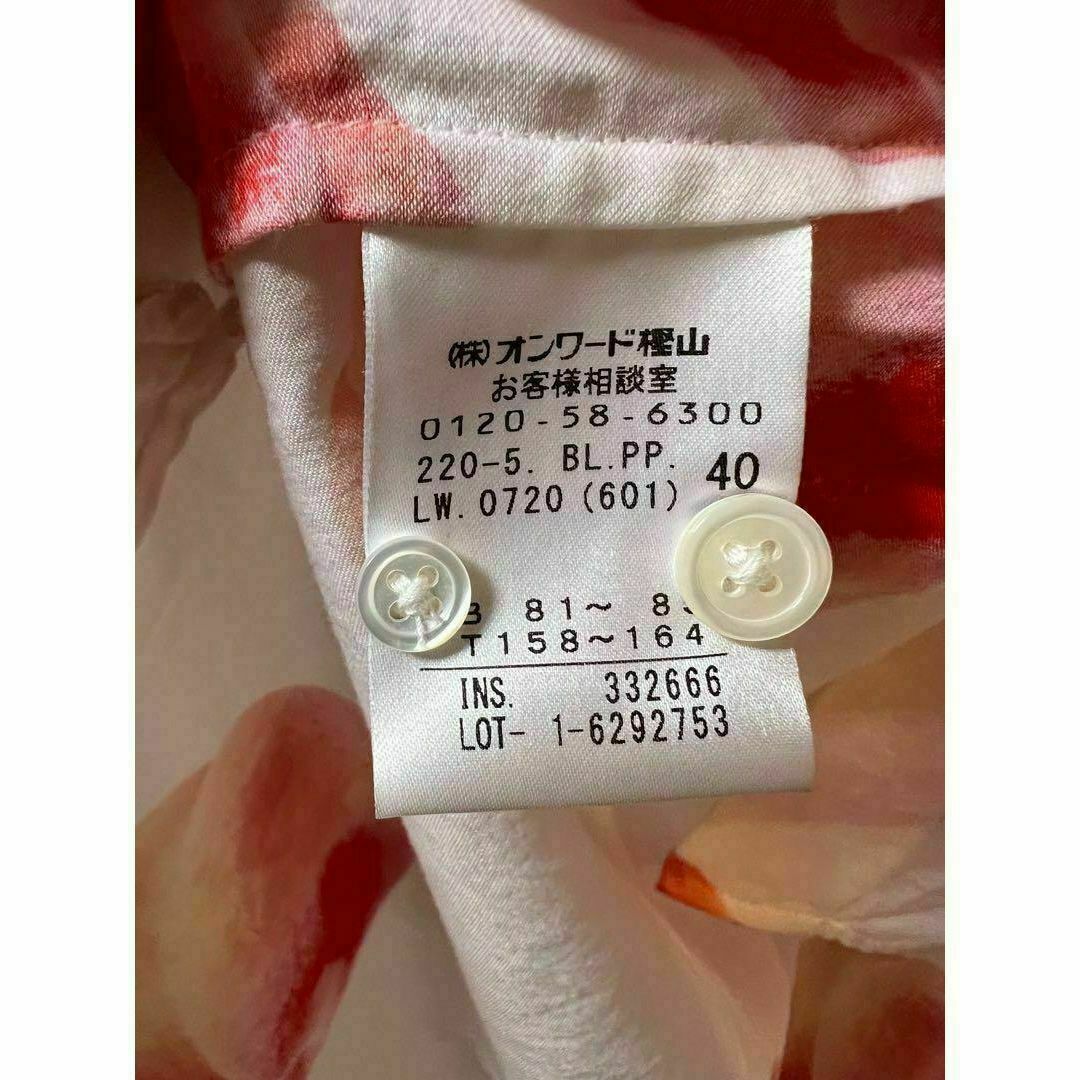 (株)オンワード樫山
お客様相談室
0120-58-6300
220-5. BL.PP. 40
LW.0720(601)
81～
T158～164
INS. 332666
LOT- 1-6292753